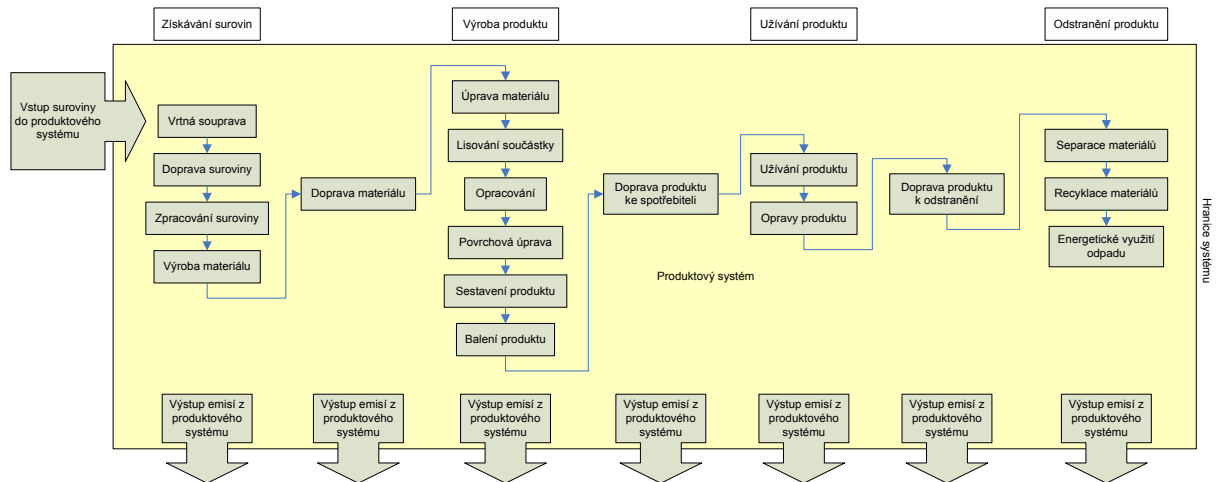 Získávání surovin
Výroba produktu
Užívání produktu
Odstranění produktu
Vstup suroviny
do produktového
systému
Vrtná souprava
Doprava suroviny
Zpracování suroviny
Výroba materiálu
Doprava materiálu
Úprava materiálu
Lisování součástky
Opracování
Povrchová úprava
Sestavení produktu
Balení produktu
Doprava produktu
ke spotřebiteli
Užívání produktu
Opravy produktu
Doprava produktu
k odstranění
Separace materiálů
Recyklace materiálů
Energetické využití
odpadu
Produktový systém
Hranice systému
Výstup emisí z
produktového
systému
Výstup emisí z
produktového
systému
Výstup emisí z
produktového
systému
Výstup emisí z
produktového
systému
Výstup emisí z
produktového
systému
Výstup emisí z
produktového
systému
Výstup emisí z
produktového
systému